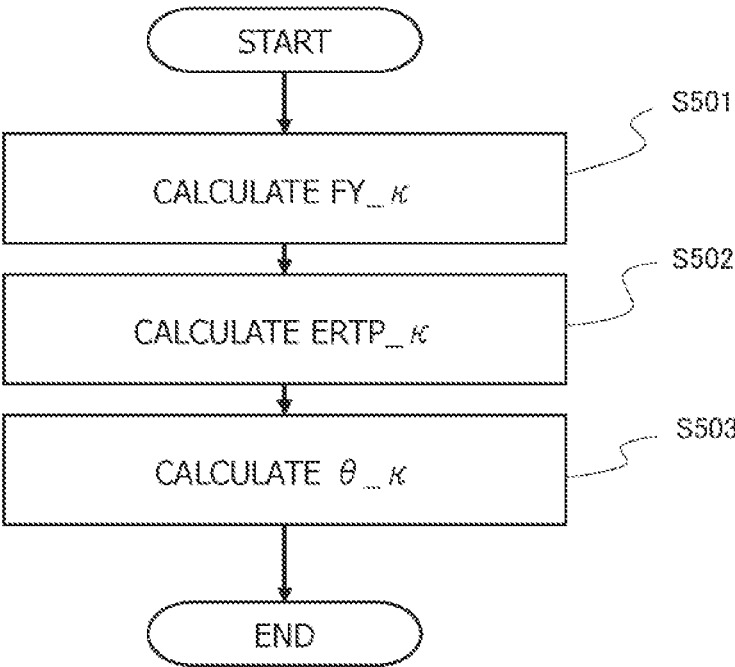 START
S501
CALCULATE FY_κ
S502
CALCULATE ERTP_κ
S503
CALCULATE θ_κ
END